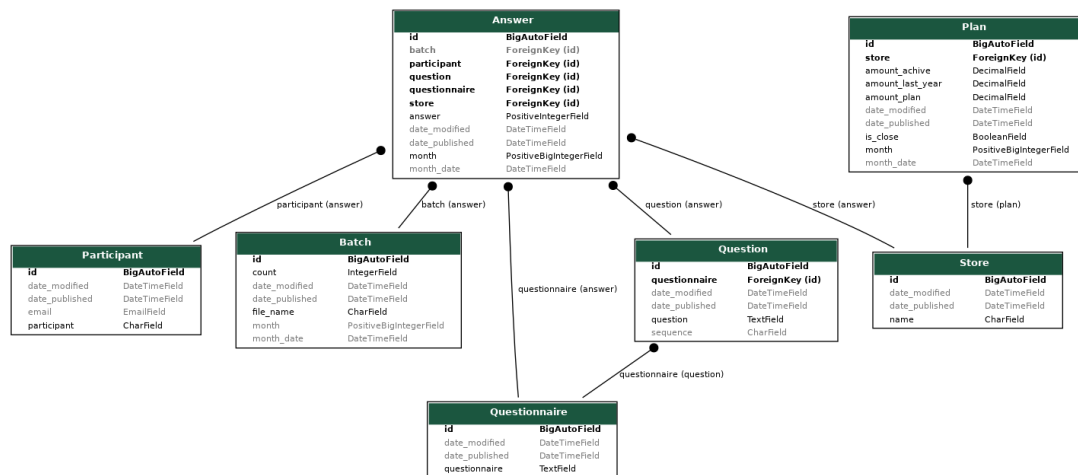 Answer
id BigAutoField
batch ForeignKey (id)
participant ForeignKey (id)
question ForeignKey (id)
questionnaire ForeignKey (id)
store ForeignKey (id)
answer PositiveIntegerField
date_modified DateTimeField
date_published DateTimeField
month PositiveBigIntegerField
month_date DateTimeField
Plan
id BigAutoField
store ForeignKey (id)
amount_achive DecimalField
amount_last_year DecimalField
amount_plan DecimalField
date_modified DateTimeField
date_published DateTimeField
is_close BooleanField
month PositiveBigIntegerField
month_date DateTimeField
participant (answer)
batch (answer)
question (answer)
store (answer)
store (plan)
Participant
id BigAutoField
date_modified DateTimeField
date_published DateTimeField
email EmailField
participant CharField
Batch
id BigAutoField
count IntegerField
date_modified DateTimeField
date_published DateTimeField
file_name CharField
month PositiveBigIntegerField
month_date DateTimeField
questionnaire (answer)
Question
id BigAutoField
questionnaire ForeignKey (id)
date_modified DateTimeField
date_published DateTimeField
question TextField
sequence CharField
Store
id BigAutoField
date_modified DateTimeField
date_published DateTimeField
name CharField
questionnaire (question)
Questionnaire
id BigAutoField
date_modified DateTimeField
date_published DateTimeField
questionnaire TextField